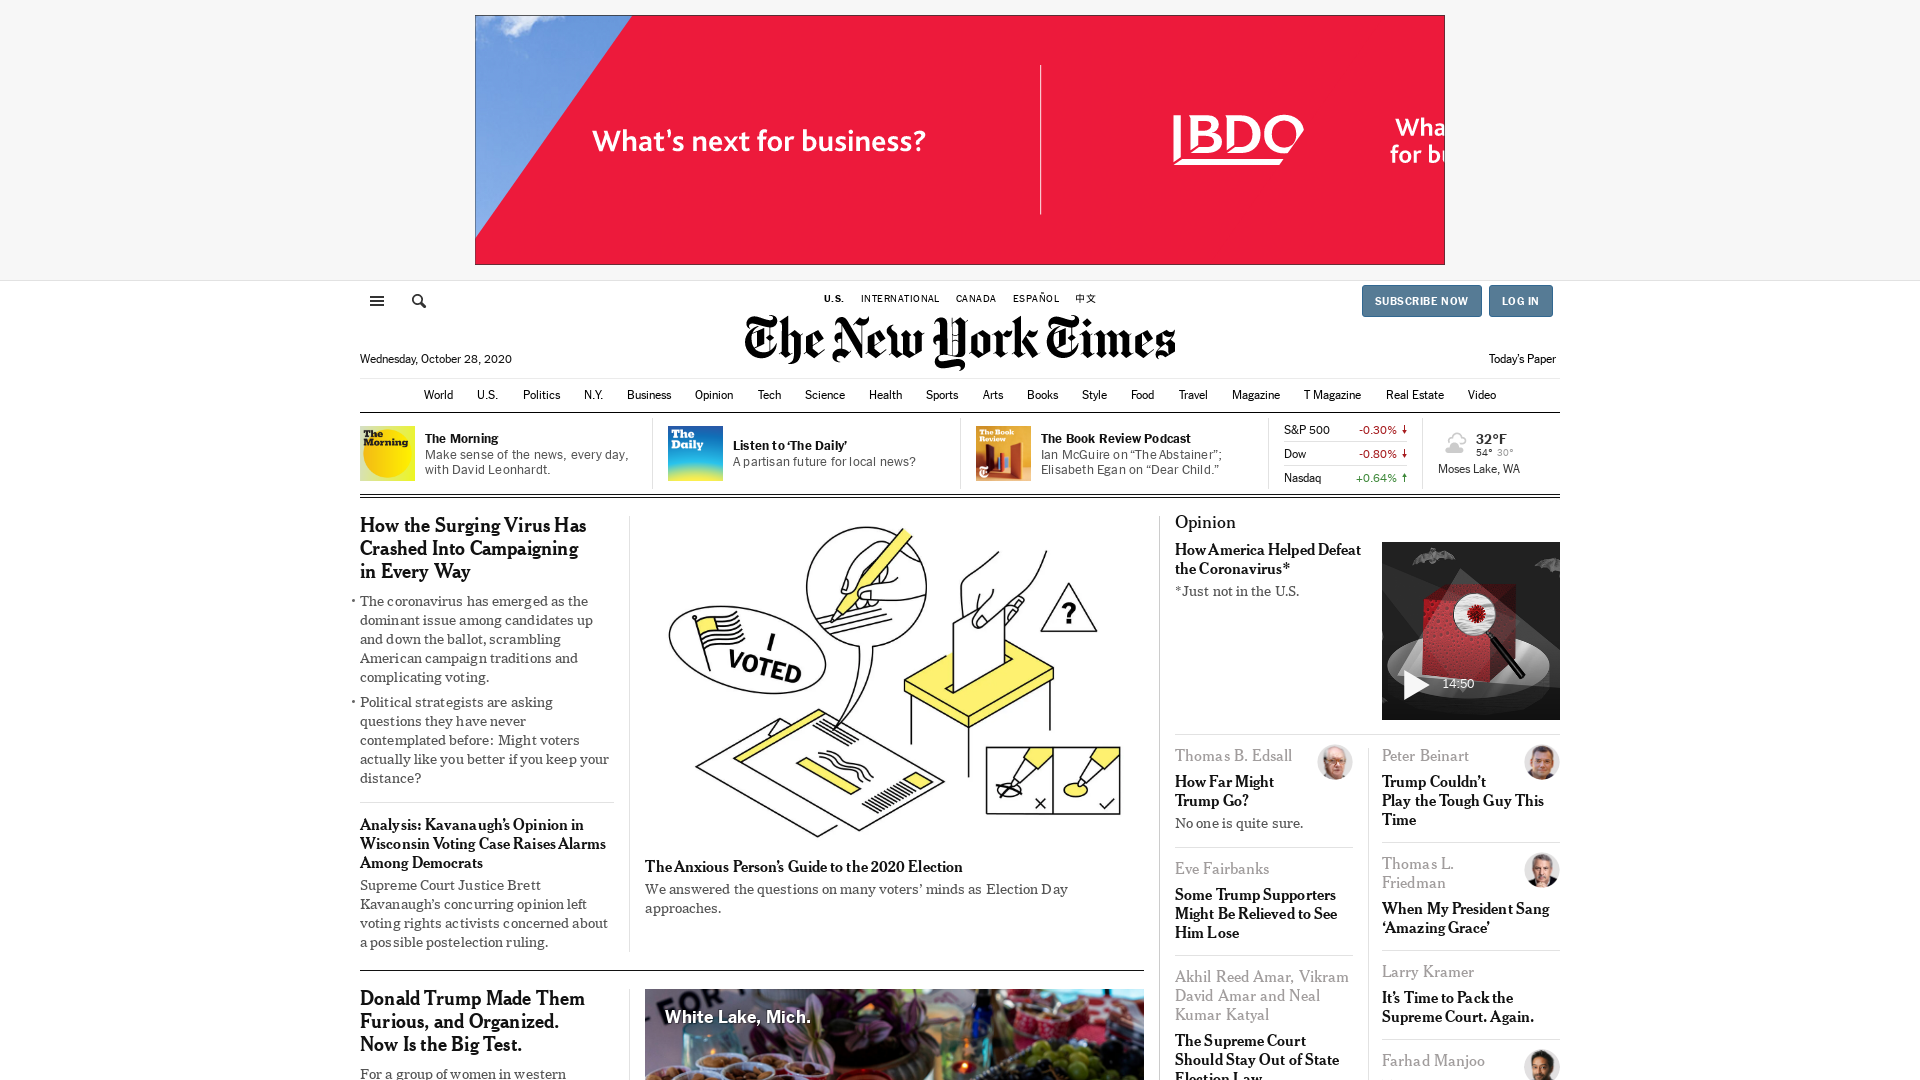 What's next for business?
IBDO
Wha
for bu
U.S. INTERNATIONAL CANADA ESPAÑOL 中文
SUBSCRIBE NOW LOG IN
The New York Times
Wednesday, October 28, 2020
Today's Paper
World U.S. Politics N.Y. Business Opinion Tech Science Health Sports Arts Books Style Food Travel Magazine T Magazine Real Estate Video
The Morning
The Morning
Make sense of the news, every day,
with David Leonhardt.
The Daily
Listen to ‘The Daily’
A partisan future for local news?
The Book Review
The Book Review Podcast
Ian McGuire on “The Abstainer”;
Elisabeth Egan on “Dear Child.”
S&P 500 -0.30%
Dow -0.80%
Nasdaq +0.64%
32°F
54° 30°
Moses Lake, WA
How the Surging Virus Has
Crashed Into Campaigning
in Every Way
• The coronavirus has emerged as the
dominant issue among candidates up
and down the ballot, scrambling
American campaign traditions and
complicating voting.
• Political strategists are asking
questions they have never
contemplated before: Might voters
actually like you better if you keep your
distance?
Analysis: Kavanaugh’s Opinion in
Wisconsin Voting Case Raises Alarms
Among Democrats
Supreme Court Justice Brett
Kavanaugh’s concurring opinion left
voting rights activists concerned about
a possible postelection ruling.
I
VOTED
?
The Anxious Person’s Guide to the 2020 Election
We answered the questions on many voters’ minds as Election Day
approaches.
Donald Trump Made Them
Furious, and Organized.
Now Is the Big Test.
For a group of women in western
FOR
White Lake, Mich.
Opinion
How America Helped Defeat
the Coronavirus*
*Just not in the U.S.
14:50
Thomas B. Edsall
How Far Might
Trump Go?
No one is quite sure.
Eve Fairbanks
Some Trump Supporters
Might Be Relieved to See
Him Lose
Akhil Reed Amar, Vikram
David Amar and Neal
Kumar Katyal
The Supreme Court
Should Stay Out of State
Election Law
Peter Beinart
Trump Couldn’t
Play the Tough Guy This
Time
Thomas L.
Friedman
When My President Sang
‘Amazing Grace’
Larry Kramer
It’s Time to Pack the
Supreme Court. Again.
Farhad Manjoo